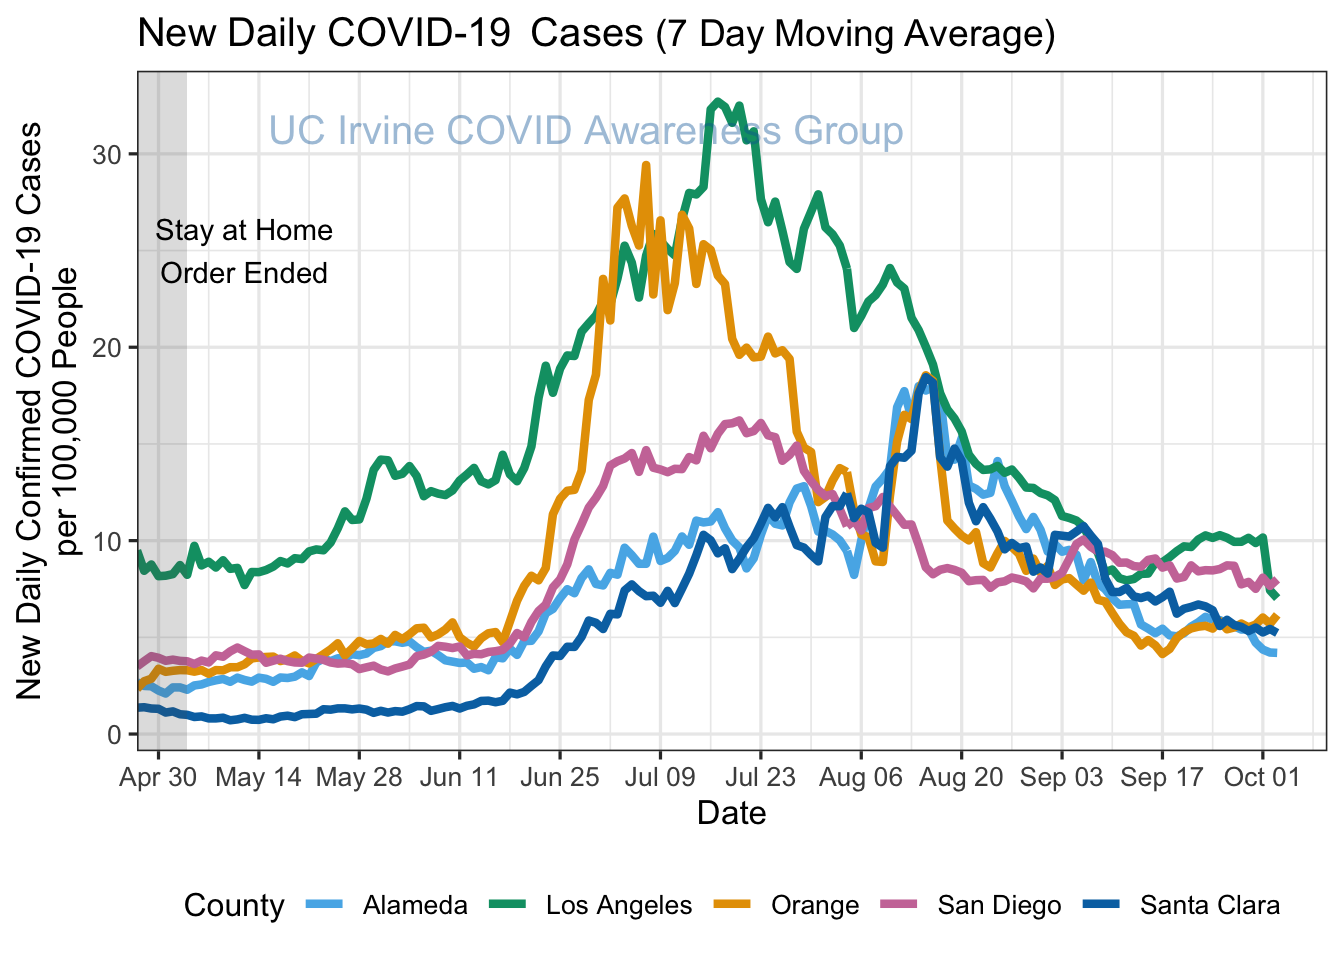 New Daily COVID-19  Cases (7 Day Moving Average)
UC Irvine COVID Awareness Group
Stay at Home
Order Ended
New Daily Confirmed COVID-19 Cases
per 100,000 People
30
20
10
0
Apr 30 May 14 May 28 Jun 11 Jun 25 Jul 09 Jul 23 Aug 06 Aug 20 Sep 03 Sep 17 Oct 01
Date
County Alameda Los Angeles Orange San Diego Santa Clara